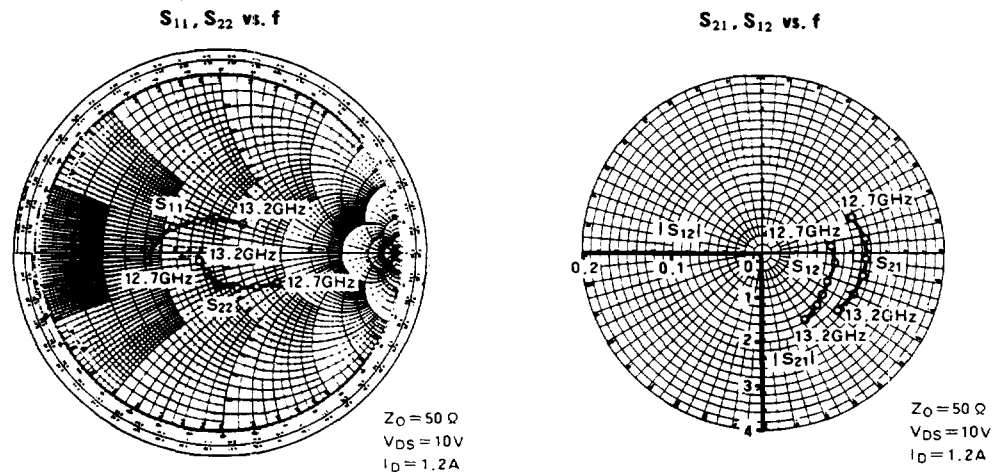 S11, S22 vs. f
S11
13.2GHz
13.2GHz
12.7GHz
12.7GHz
S22
ZO=50 Ω
VDS=10V
ID=1.2A
S21, S12 vs. f
12.7GHz
|S12|
12.7GHz
0.2
0.1
0
S12
S21
1
13.2GHz
13.2GHz
2
|S21|
3
4
ZO=50 Ω
VDS=10V
ID=1.2A